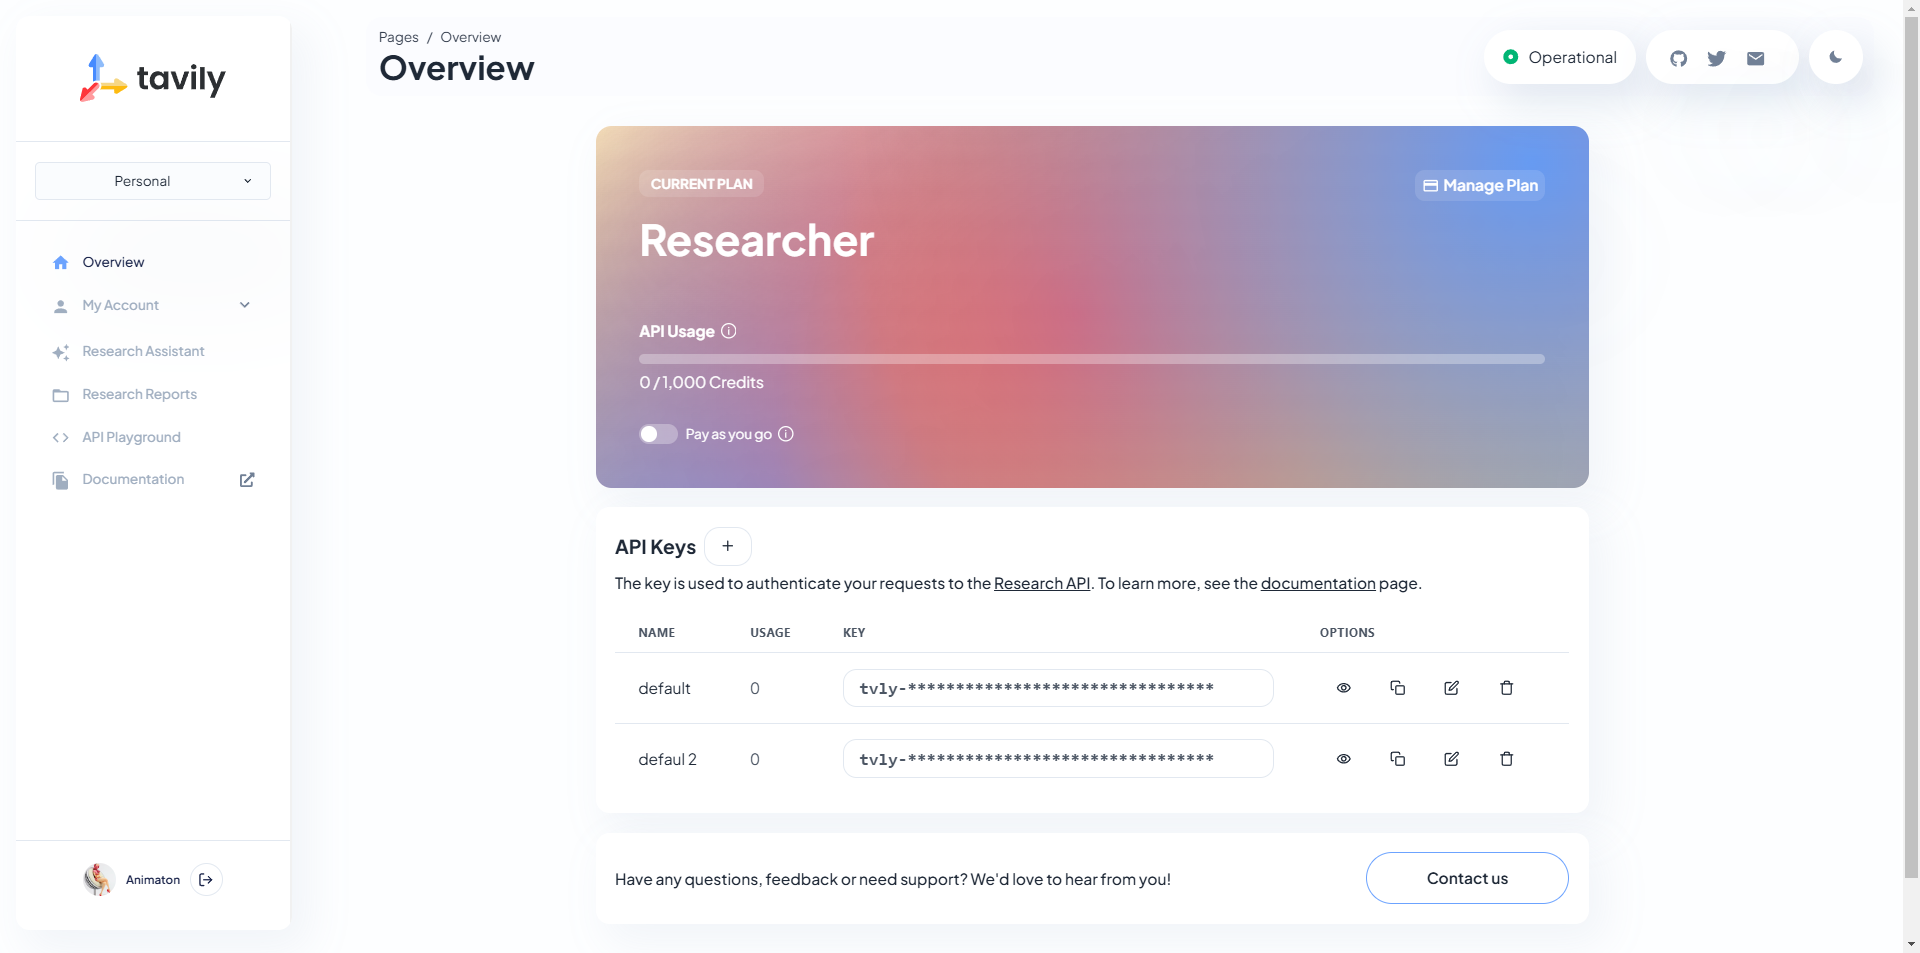 tavily
Personal
Overview
My Account
Research Assistant
Research Reports
API Playground
Documentation
Animaton
Pages / Overview
Overview
Operational
CURRENT PLAN
Manage Plan
Researcher
API Usage
0 / 1,000 Credits
Pay as you go
API Keys +
The key is used to authenticate your requests to the Research API. To learn more, see the documentation page.
NAME USAGE KEY OPTIONS
default 0 tvly-********************************
defaul 2 0 tvly-********************************
Have any questions, feedback or need support? We'd love to hear from you!
Contact us